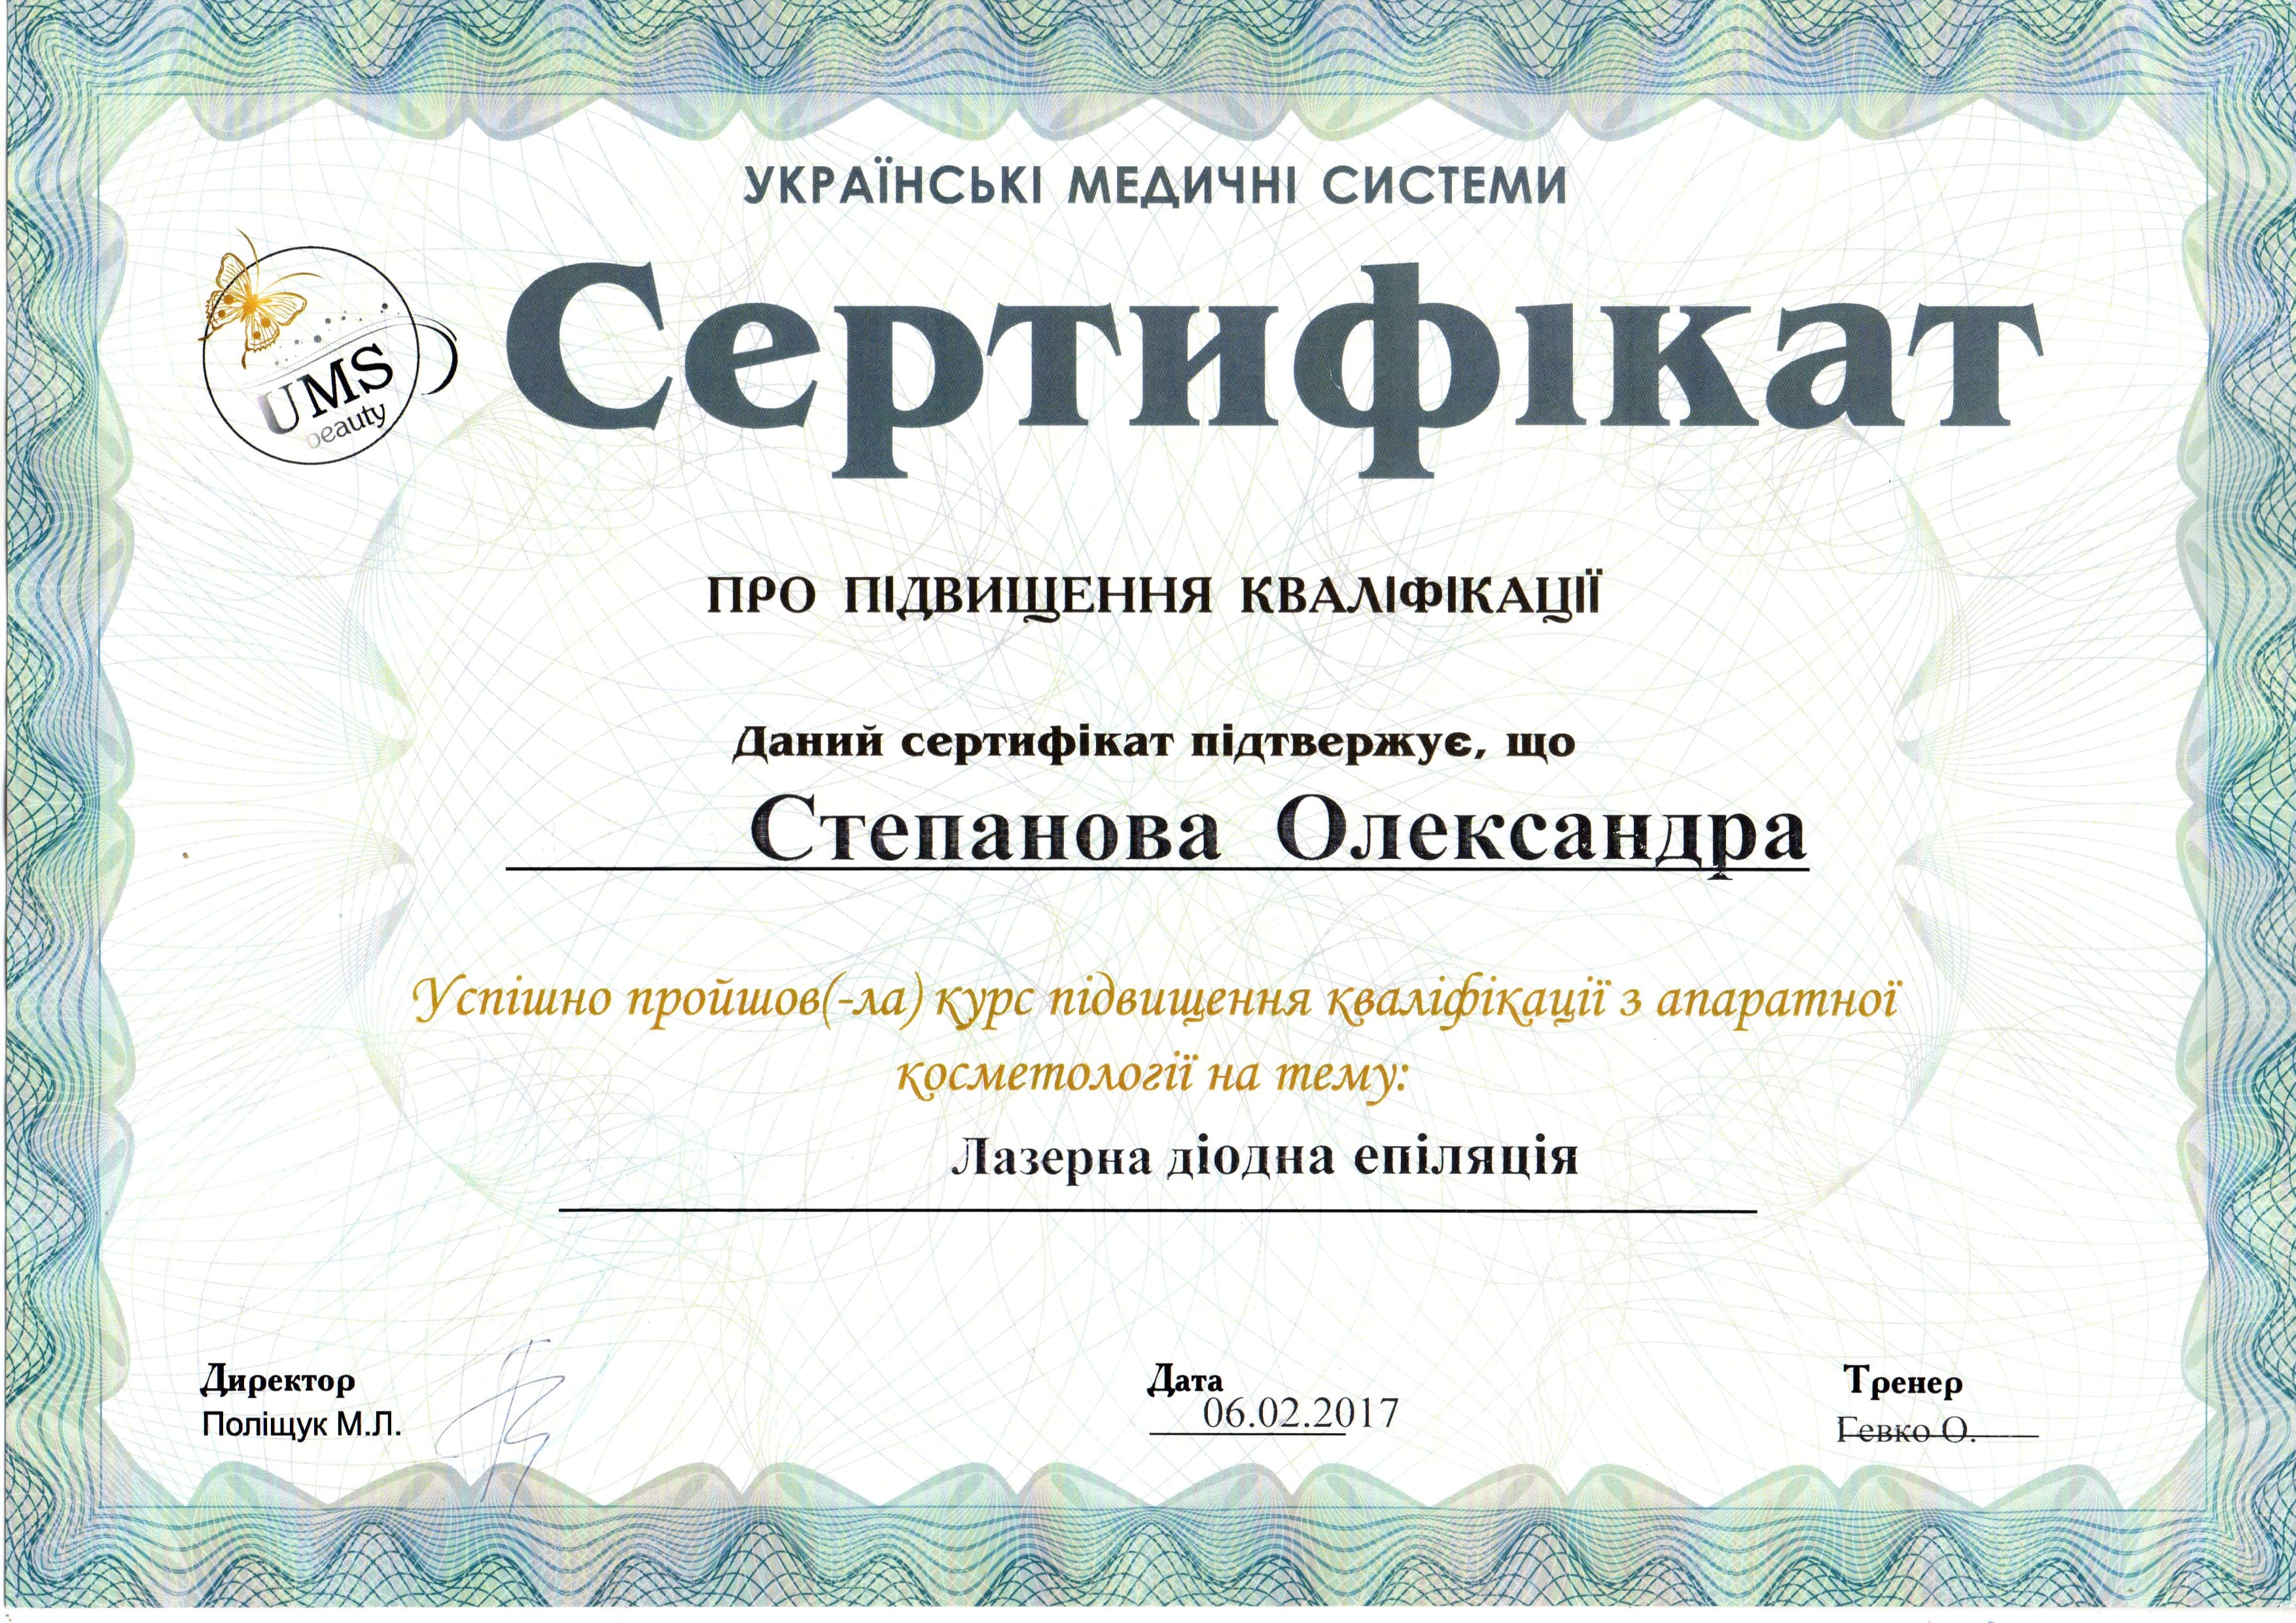 УКРАЇНСЬКІ МЕДИЧНІ СИСТЕМИ
UMS
beauty
Сертифікат
ПРО ПІДВИЩЕННЯ КВАЛІФІКАЦІЇ
Даний сертифікат підтвержує, що
Степанова Олександра
Успішно пройшов(-ла) курс підвищення кваліфікації з апаратної
косметології на тему:
Лазерна діодна епіляція
Директор
Поліщук М.Л.
Дата
06.02.2017
Тренер
Гевко О.